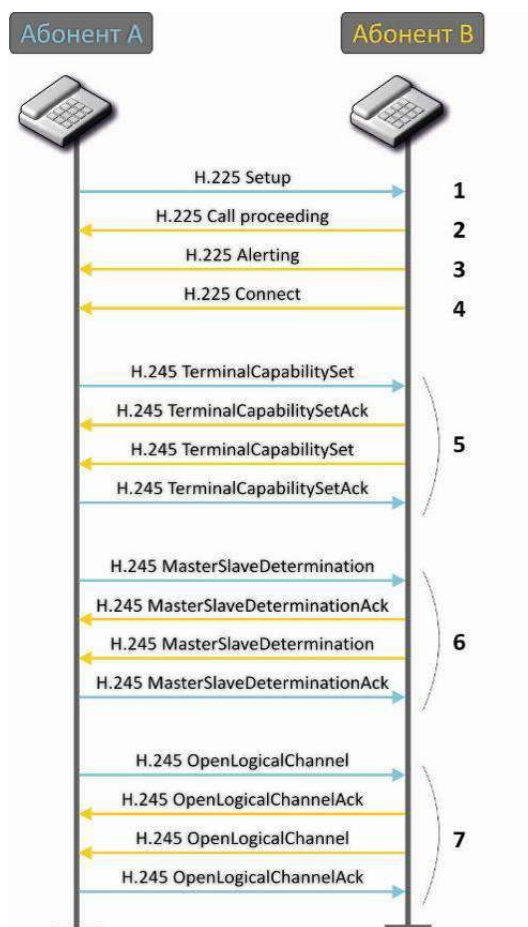 Абонент А
Абонент В
H.225 Setup
1
H.225 Call proceeding
2
H.225 Alerting
3
H.225 Connect
4
H.245 TerminalCapabilitySet
H.245 TerminalCapabilitySetAck
5
H.245 TerminalCapabilitySet
H.245 TerminalCapabilitySetAck
H.245 MasterSlaveDetermination
H.245 MasterSlaveDeterminationAck
6
H.245 MasterSlaveDetermination
H.245 MasterSlaveDeterminationAck
H.245 OpenLogicalChannel
H.245 OpenLogicalChannelAck
7
H.245 OpenLogicalChannel
H.245 OpenLogicalChannelAck